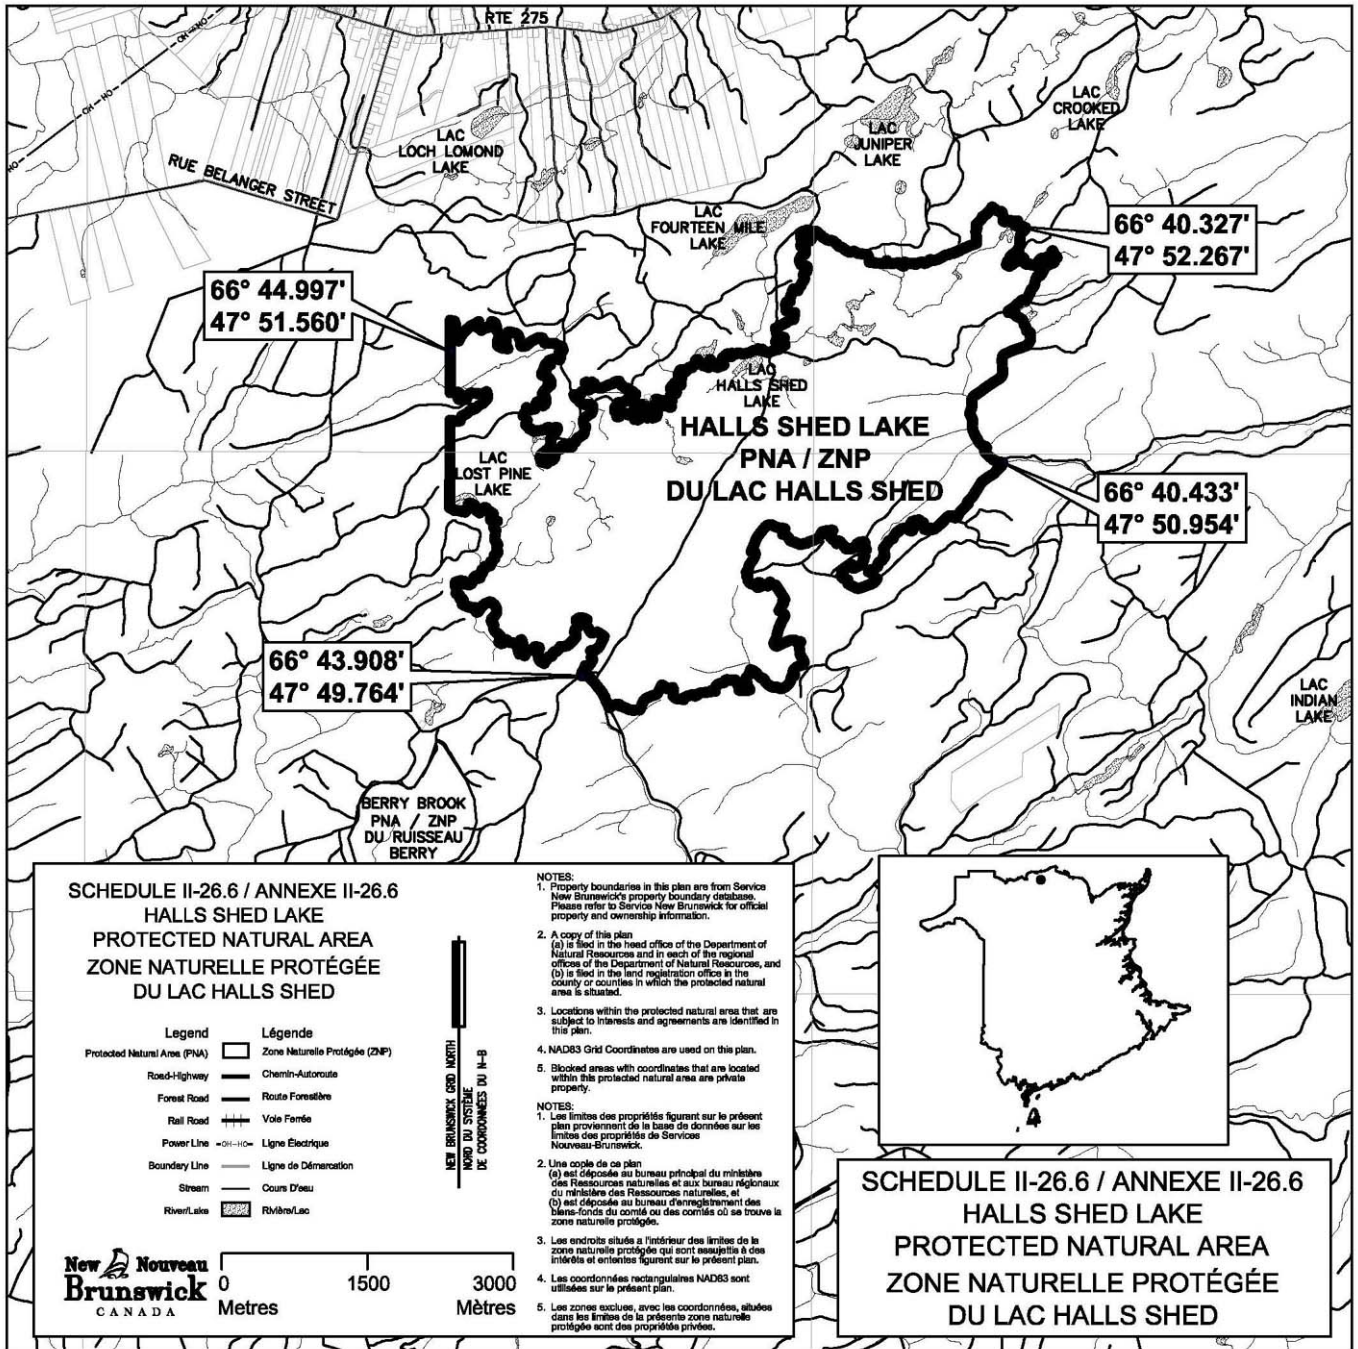 RTE 275
OH-HO
OH-HO
HO
RUE BELANGER STREET
LAC
LOCH LOMOND
LAKE
LAC
CROOKED
LAKE
LAC
JUNIPER
LAKE
LAC
FOURTEEN MILE
LAKE
66° 40.327'
47° 52.267'
66° 44.997'
47° 51.560'
LAC
HALLS SHED
LAKE
HALLS SHED LAKE
PNA / ZNP
DU LAC HALLS SHED
LAC
LOST PINE
LAKE
66° 40.433'
47° 50.954'
66° 43.908'
47° 49.764'
LAC
INDIAN
LAKE
BERRY BROOK
PNA / ZNP
DU RUISSEAU
BERRY
SCHEDULE II-26.6 / ANNEXE II-26.6
HALLS SHED LAKE
PROTECTED NATURAL AREA
ZONE NATURELLE PROTÉGÉE
DU LAC HALLS SHED
Legend Légende
Protected Natural Area (PNA) Zone Naturelle Protégée (ZNP)
Road-Highway Chemin-Autoroute
Forest Road Route Forestière
Rail Road Voie Ferrée
Power Line -OH-HO- Ligne Électrique
Boundary Line Ligne de Démarcation
Stream Cours D'eau
River/Lake Rivière/Lac
NEW BRUNSWICK GRID NORTH
NORD DU SYSTÈME
DE COORDONNÉES DU N-B
New Nouveau
Brunswick
CANADA
0 1500 3000
Metres Mètres
NOTES:
1. Property boundaries in this plan are from Service
New Brunswick's property boundary database.
Please refer to Service New Brunswick for official
property and ownership information.
2. A copy of this plan
(a) is filed in the head office of the Department of
Natural Resources and in each of the regional
offices of the Department of Natural Resources, and
(b) is filed in the land registration office in the
county or counties in which the protected natural
area is situated.
3. Locations within the protected natural area that are
subject to interests and agreements are identified in
this plan.
4. NAD83 Grid Coordinates are used on this plan.
5. Blocked areas with coordinates that are located
within this protected natural area are private
property.
NOTES:
1. Les limites des propriétés figurant sur le présent
plan proviennent de la base de données sur les
limites des propriétés de Services
Nouveau-Brunswick.
2. Une copie de ce plan
(a) est déposée au bureau principal du ministère
des Ressources naturelles et aux bureau régionaux
du ministère des Ressources naturelles, et
(b) est déposée au bureau d'enregistrement des
biens-fonds du comté ou des comtés où se trouve la
zone naturelle protégée.
3. Les endroits situés a l'intérieur des limites de la
zone naturelle protégée qui sont assujettis à des
intérêts et ententes figurent sur le présent plan.
4. Les coordonnées rectangulaires NAD83 sont
utilisées sur le présent plan.
5. Les zones exclues, avec les coordonnées, situées
dans les limites de la présente zone naturelle
protégée sont des propriétés privées.
SCHEDULE II-26.6 / ANNEXE II-26.6
HALLS SHED LAKE
PROTECTED NATURAL AREA
ZONE NATURELLE PROTÉGÉE
DU LAC HALLS SHED